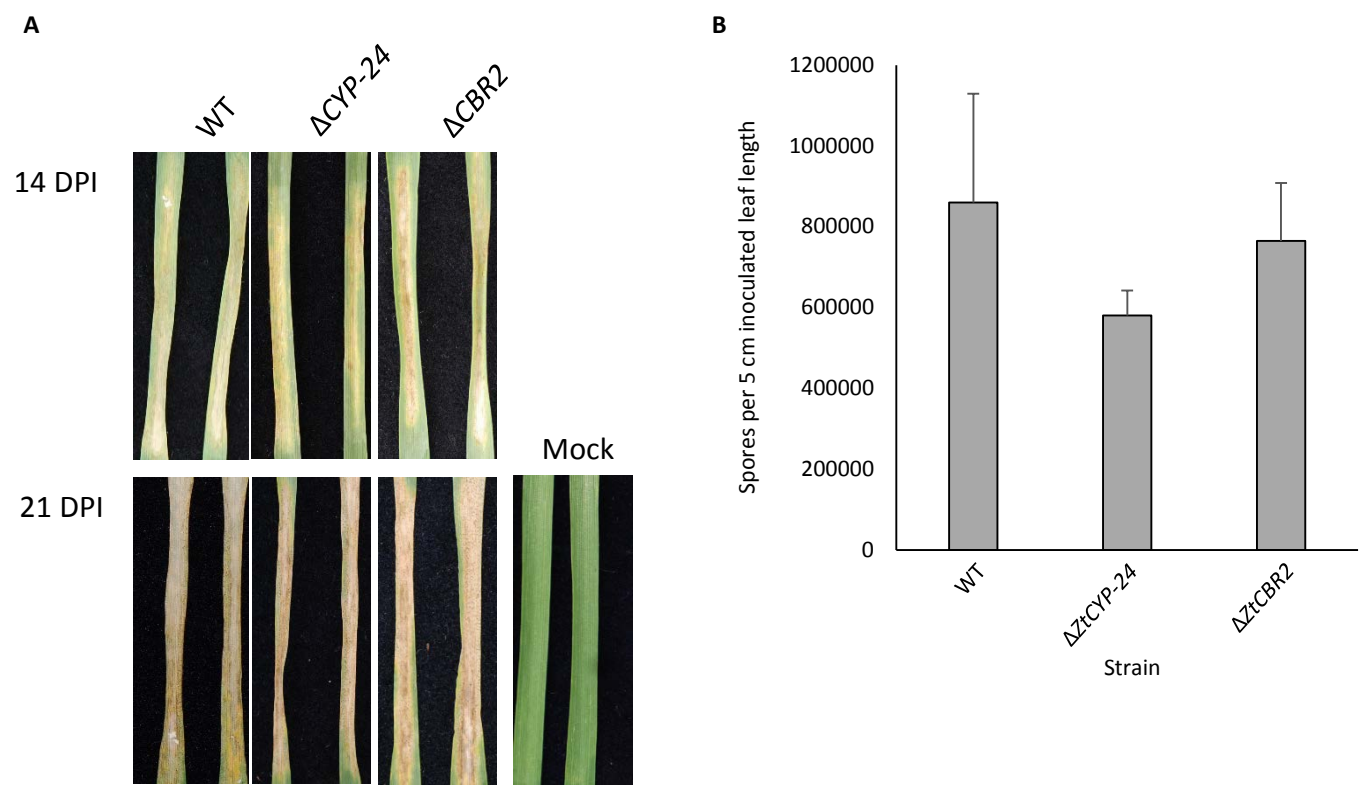 A
WT
ΔCYP-24
ΔCBR2
14 DPI
Mock
21 DPI
B
Spores per 5 cm inoculated leaf length
1200000
1000000
800000
600000
400000
200000
0
WT
ΔZtCYP-24
ΔZtCBR2
Strain